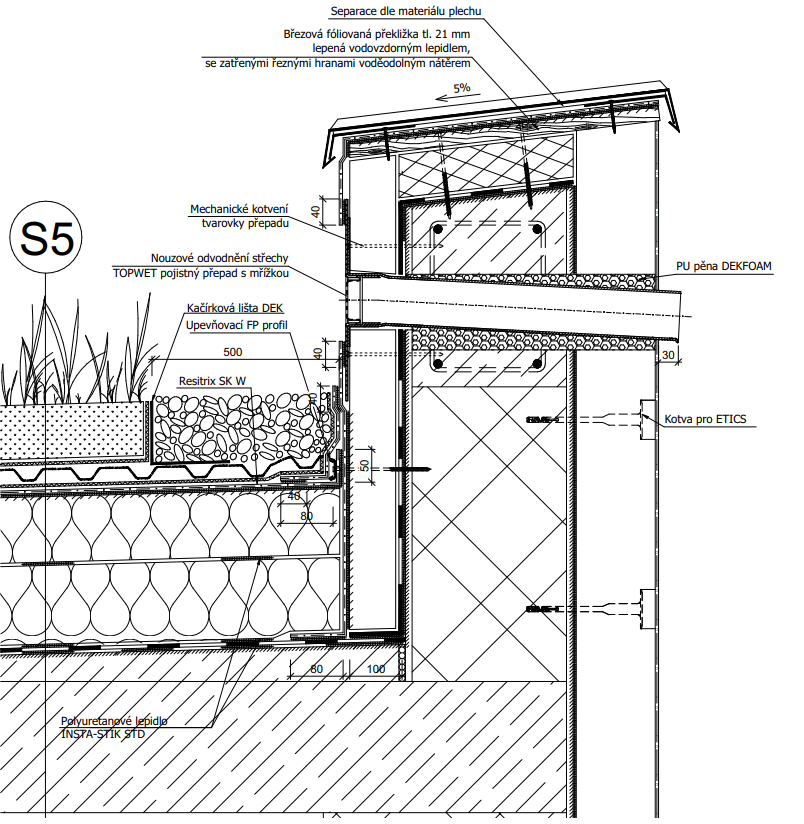 Separace dle materiálu plechu
Březová fóliovaná překližka tl. 21 mm
lepená vodovzdorným lepidlem,
se zatřenými řeznými hranami voděodolným nátěrem
5%
40
Mechanické kotvení
tvarovky přepadu
S5
Nouzové odvodnění střechy
TOPWET pojistný přepad s mřížkou
PU pěna DEKFOAM
Kačírková lišta DEK
Upevňovací FP profil
500
40
30
Resitrix SK W
40
Kotva pro ETICS
50
40
80
80
100
Polyuretanové lepidlo
INSTA-STIK STD